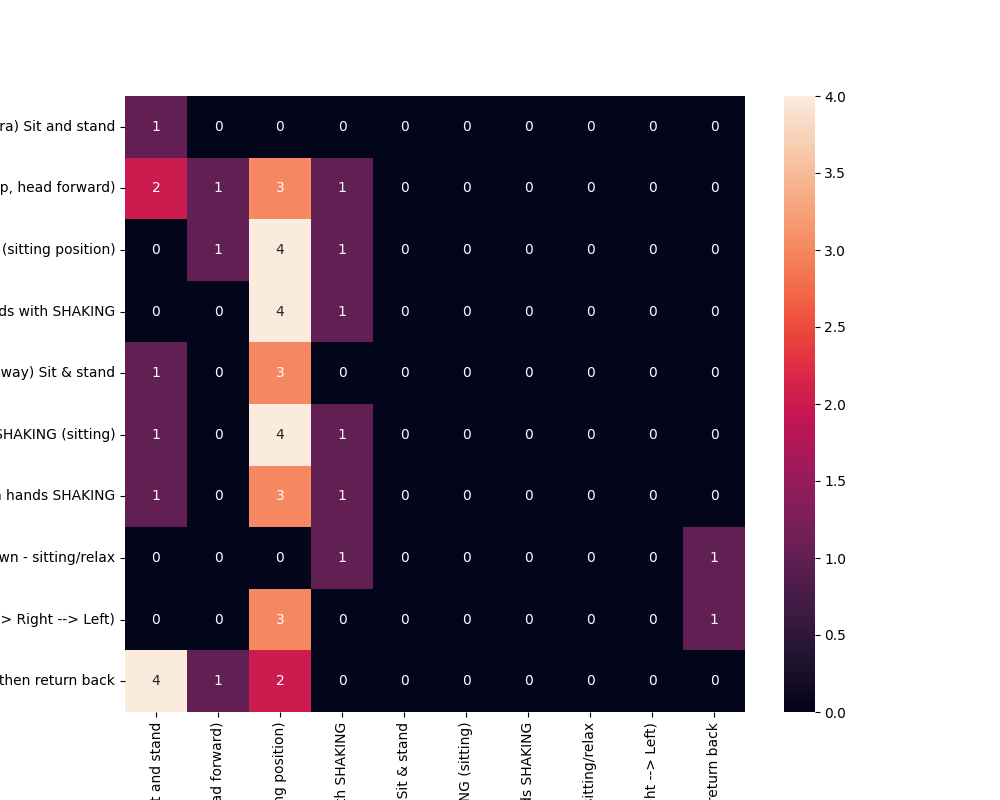 ra) Sit and stand 1 0 0 0 0 0 0 0 0 0
p, head forward) 2 1 3 1 0 0 0 0 0 0
(sitting position) 0 1 4 1 0 0 0 0 0 0
ds with SHAKING 0 0 4 1 0 0 0 0 0 0
way) Sit & stand 1 0 3 0 0 0 0 0 0 0
SHAKING (sitting) 1 0 4 1 0 0 0 0 0 0
hands SHAKING 1 0 3 1 0 0 0 0 0 0
wn - sitting/relax 0 0 0 1 0 0 0 0 0 1
> Right --> Left) 0 0 3 0 0 0 0 0 0 1
then return back 4 1 2 0 0 0 0 0 0 0
t and stand
ad forward)
ng position)
th SHAKING
Sit & stand
NG (sitting)
ds SHAKING
sitting/relax
ht --> Left)
return back
4.0
3.5
3.0
2.5
2.0
1.5
1.0
0.5
0.0